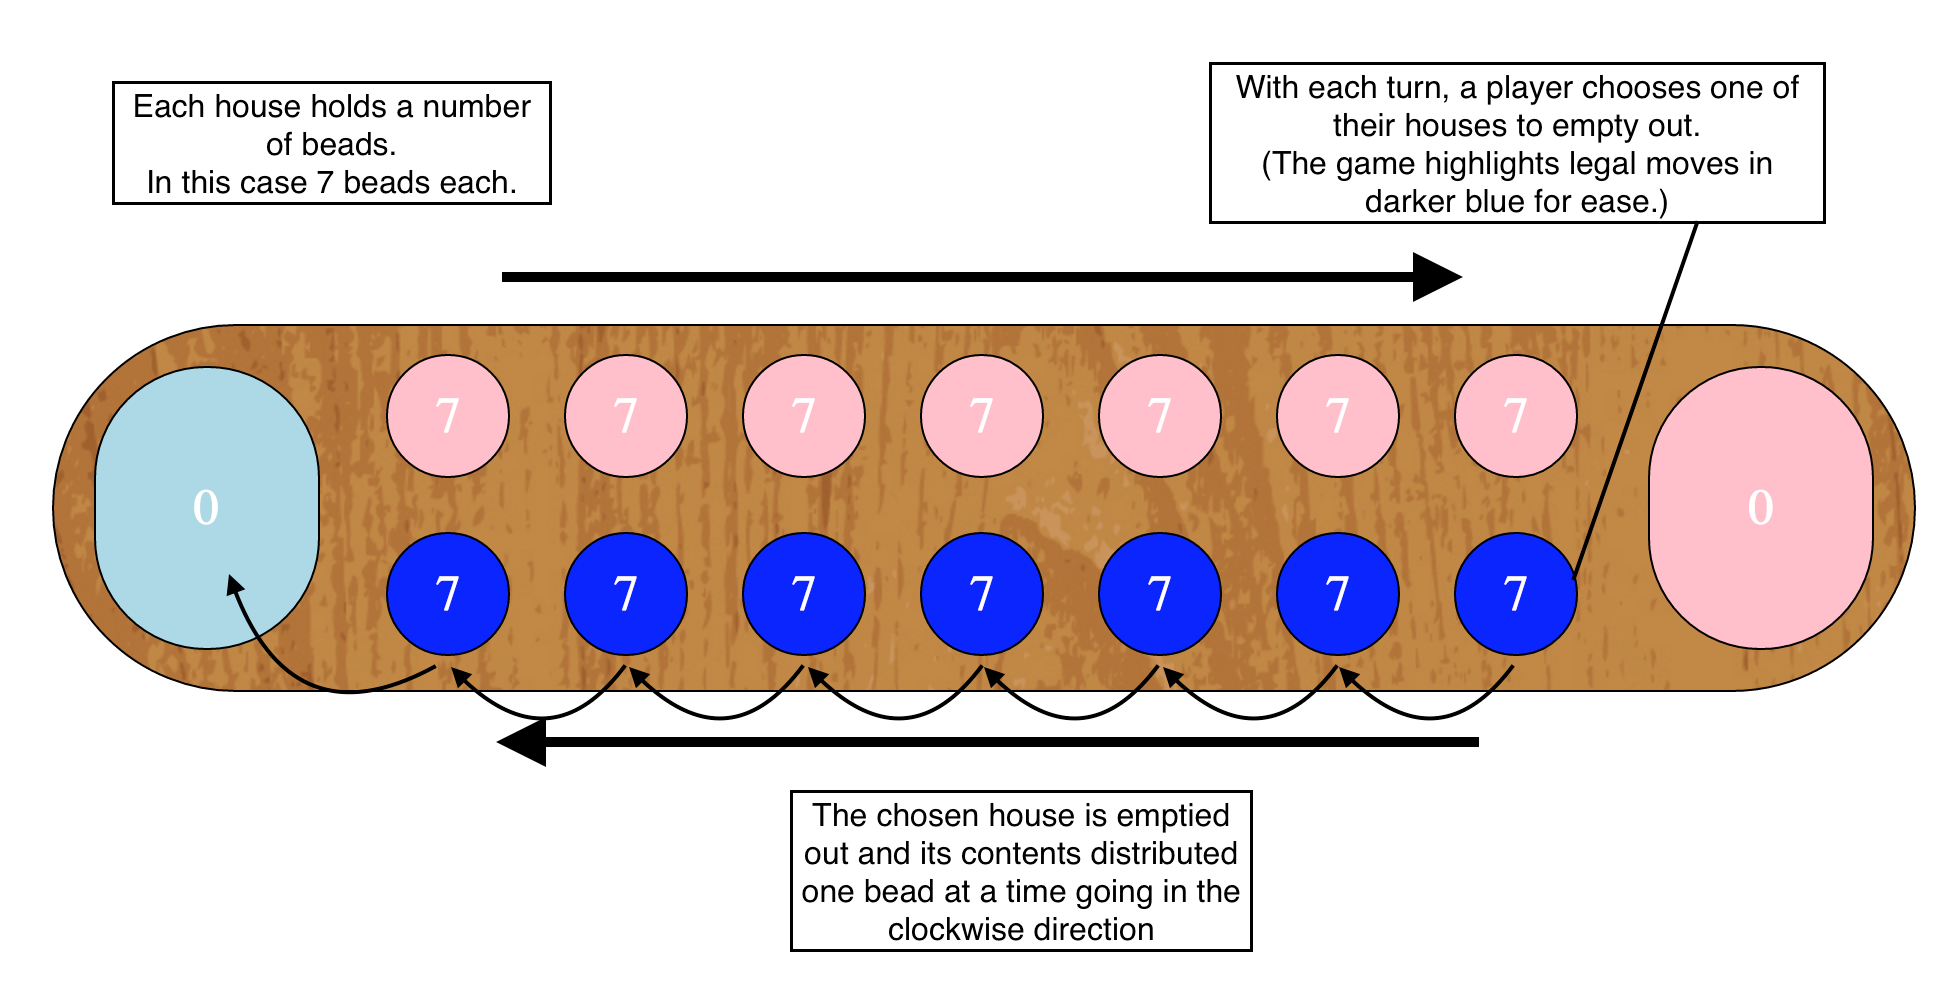 Each house holds a number
of beads.
In this case 7 beads each.
With each turn, a player chooses one of
their houses to empty out.
(The game highlights legal moves in
darker blue for ease.)
7 7 7 7 7 7 7
0 0
7 7 7 7 7 7 7
The chosen house is emptied
out and its contents distributed
one bead at a time going in the
clockwise direction